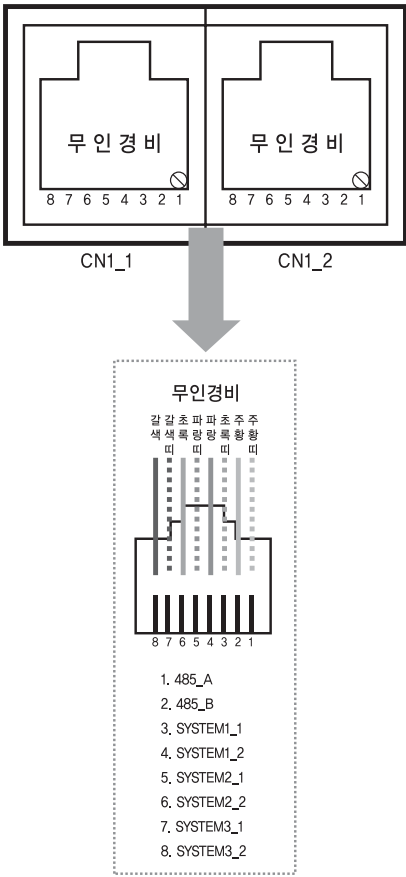 무인경비 무인경비
8 7 6 5 4 3 2 1 8 7 6 5 4 3 2 1
CN1_1 CN1_2
무인경비
갈색 갈색띠 초록 파랑띠 파랑 초록띠 주황 주황띠
8 7 6 5 4 3 2 1
1. 485_A
2. 485_B
3. SYSTEM1_1
4. SYSTEM1_2
5. SYSTEM2_1
6. SYSTEM2_2
7. SYSTEM3_1
8. SYSTEM3_2